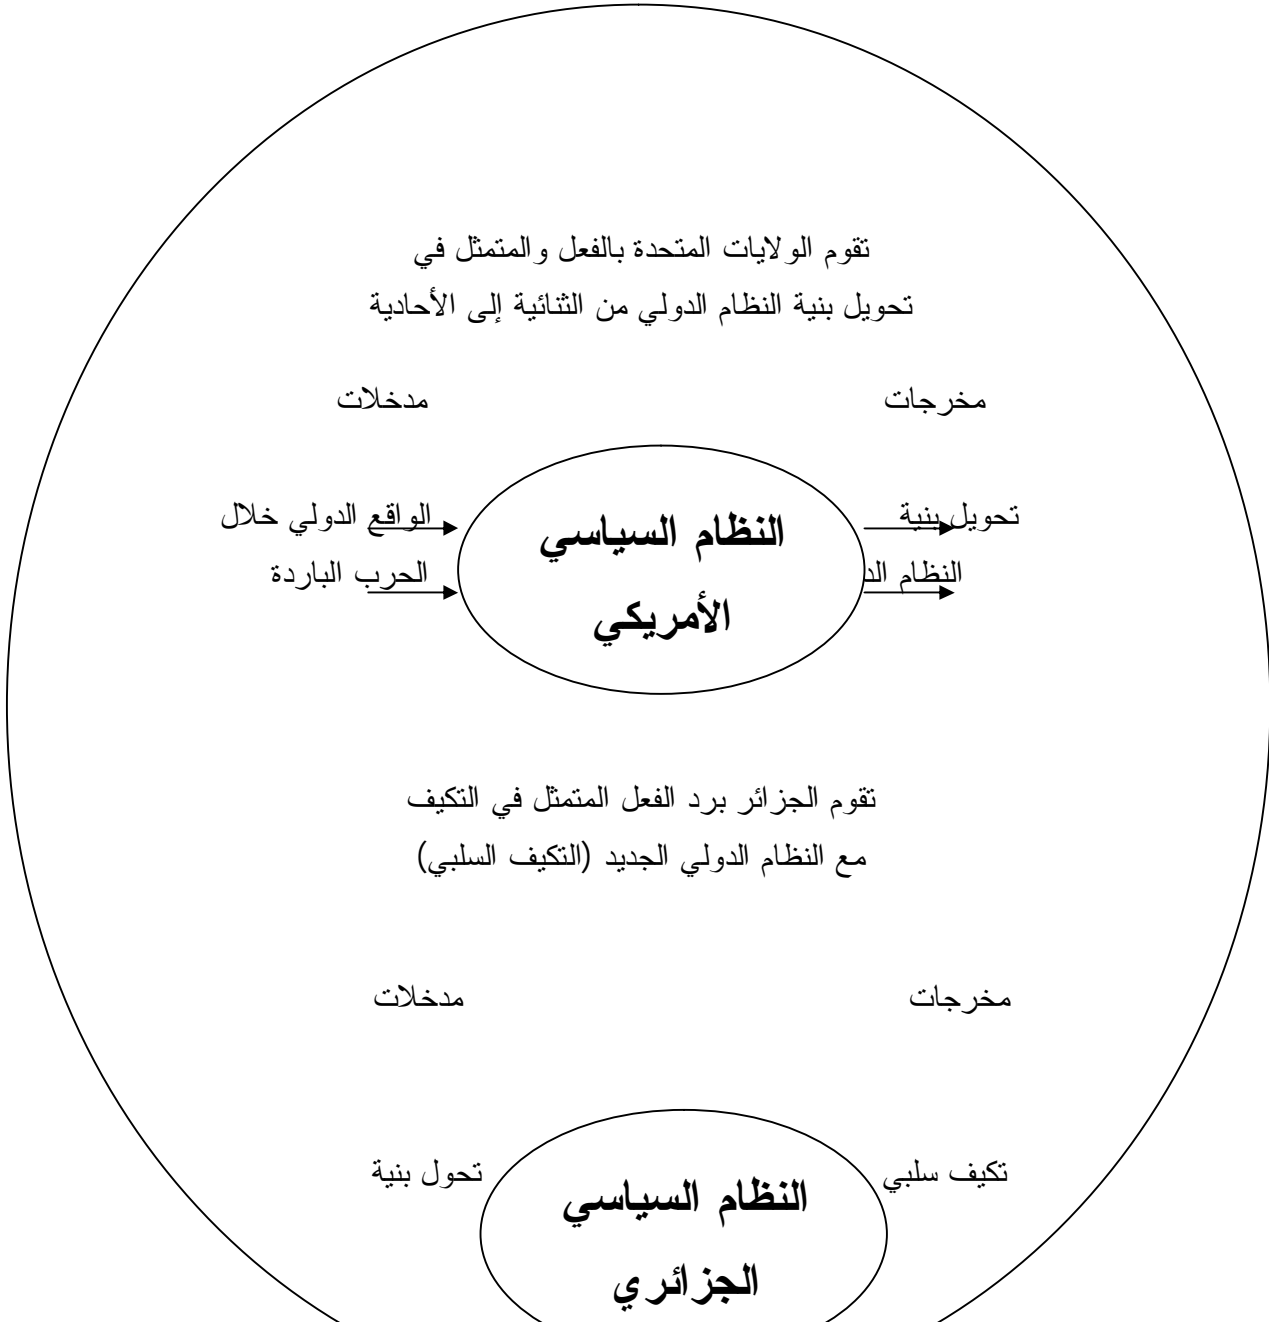 تقوم الولايات المتحدة بالفعل والمتمثل في
تحويل بنية النظام الدولي من الثنائية إلى الأحادية
مخرجات
مدخلات
تحويل بنية
النظام السياسي
الواقع الدولي خلال
النظام الد
الأمريكي
الحرب الباردة
تقوم الجزائر برد الفعل المتمثل في التكيف
مع النظام الدولي الجديد (التكيف السلبي)
مخرجات
مدخلات
تكيف سلبي
النظام السياسي
تحول بنية
الجزائري